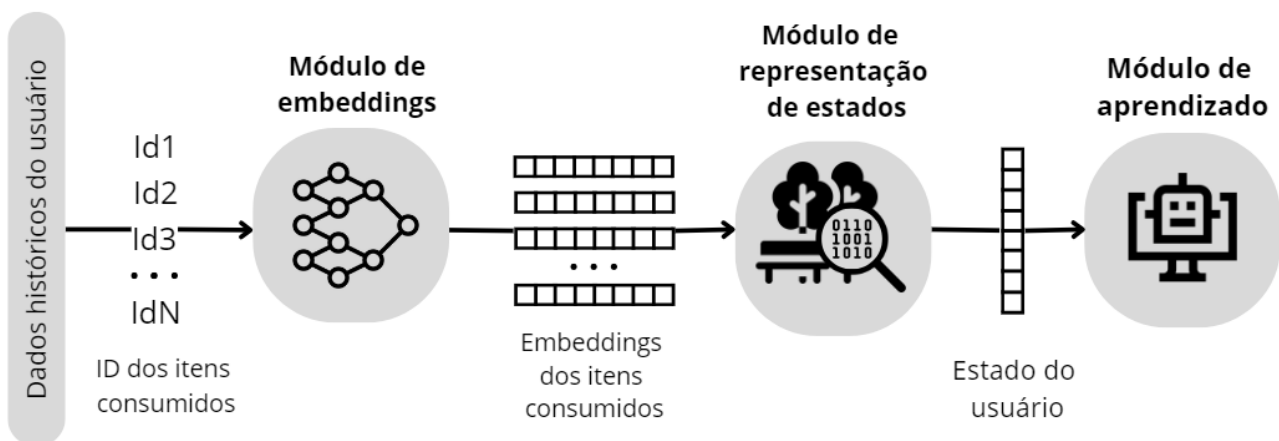 Dados históricos do usuário
Id1
Id2
Id3
...
IdN
ID dos itens
consumidos
Módulo de
embeddings
...
Embeddings
dos itens
consumidos
Módulo de
representação
de estados
0110
1001
1010
Estado do
usuário
Módulo de
aprendizado